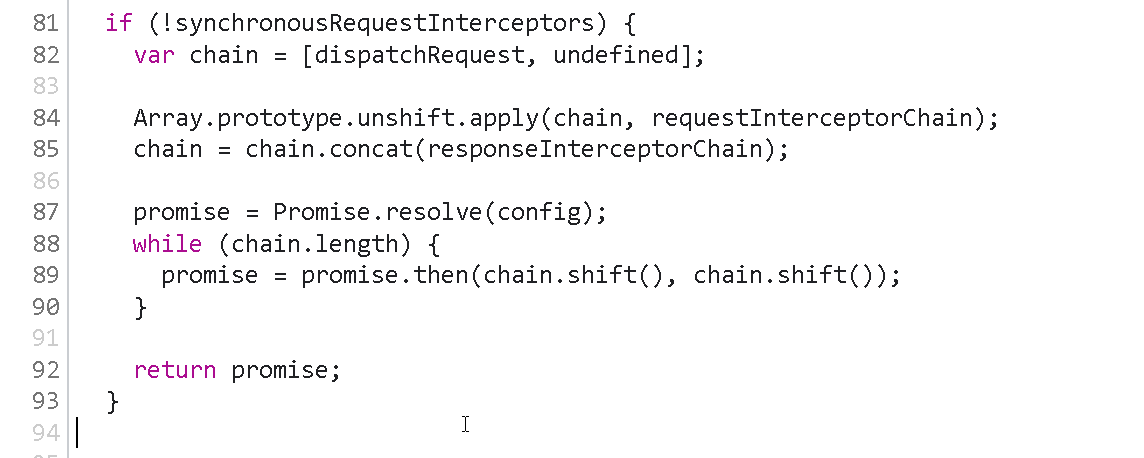 81 if (!synchronousRequestInterceptors) {
82 var chain = [dispatchRequest, undefined];
83
84 Array.prototype.unshift.apply(chain, requestInterceptorChain);
85 chain = chain.concat(responseInterceptorChain);
86
87 promise = Promise.resolve(config);
88 while (chain.length) {
89 promise = promise.then(chain.shift(), chain.shift());
90 }
91
92 return promise;
93 }
94